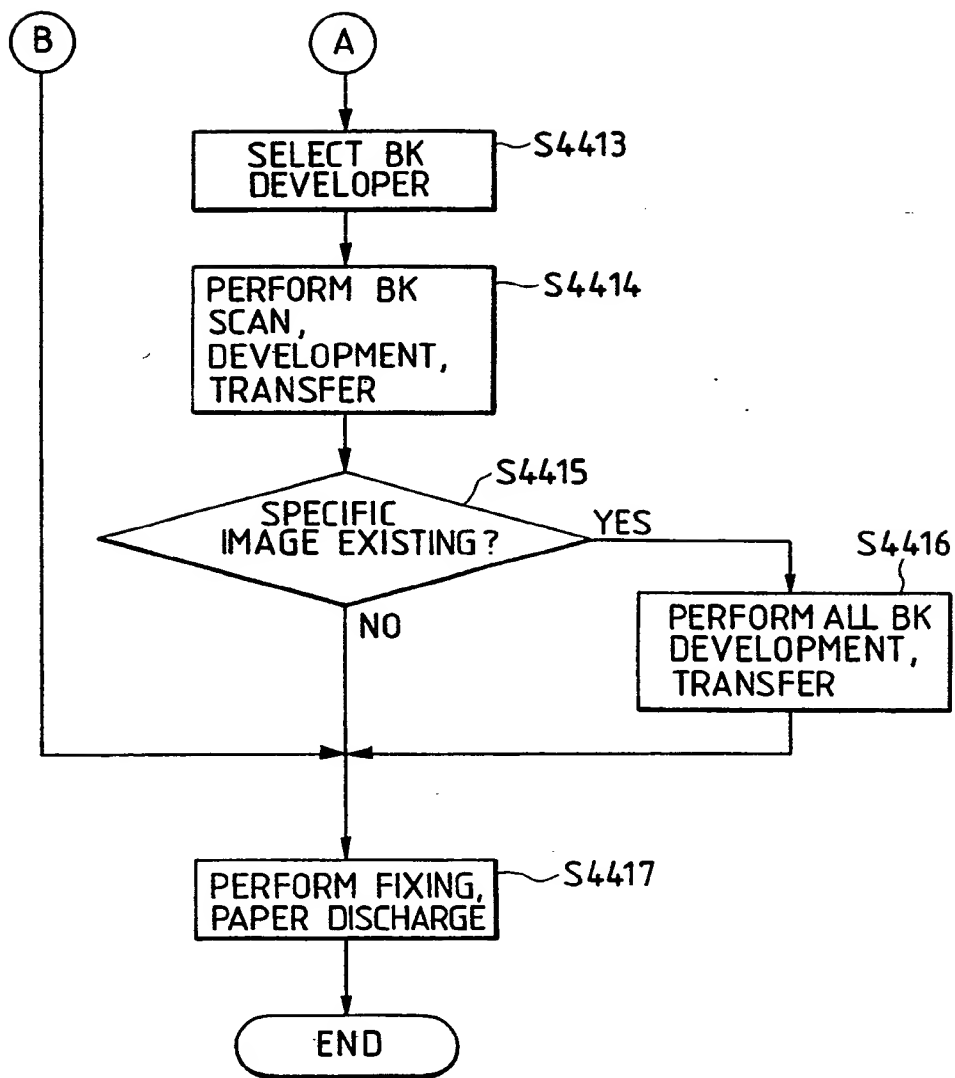 B
A
SELECT BK
DEVELOPER
S4413
PERFORM BK
SCAN,
DEVELOPMENT,
TRANSFER
S4414
SPECIFIC
IMAGE EXISTING?
S4415
YES
NO
S4416
PERFORM ALL BK
DEVELOPMENT,
TRANSFER
PERFORM FIXING,
PAPER DISCHARGE
S4417
END